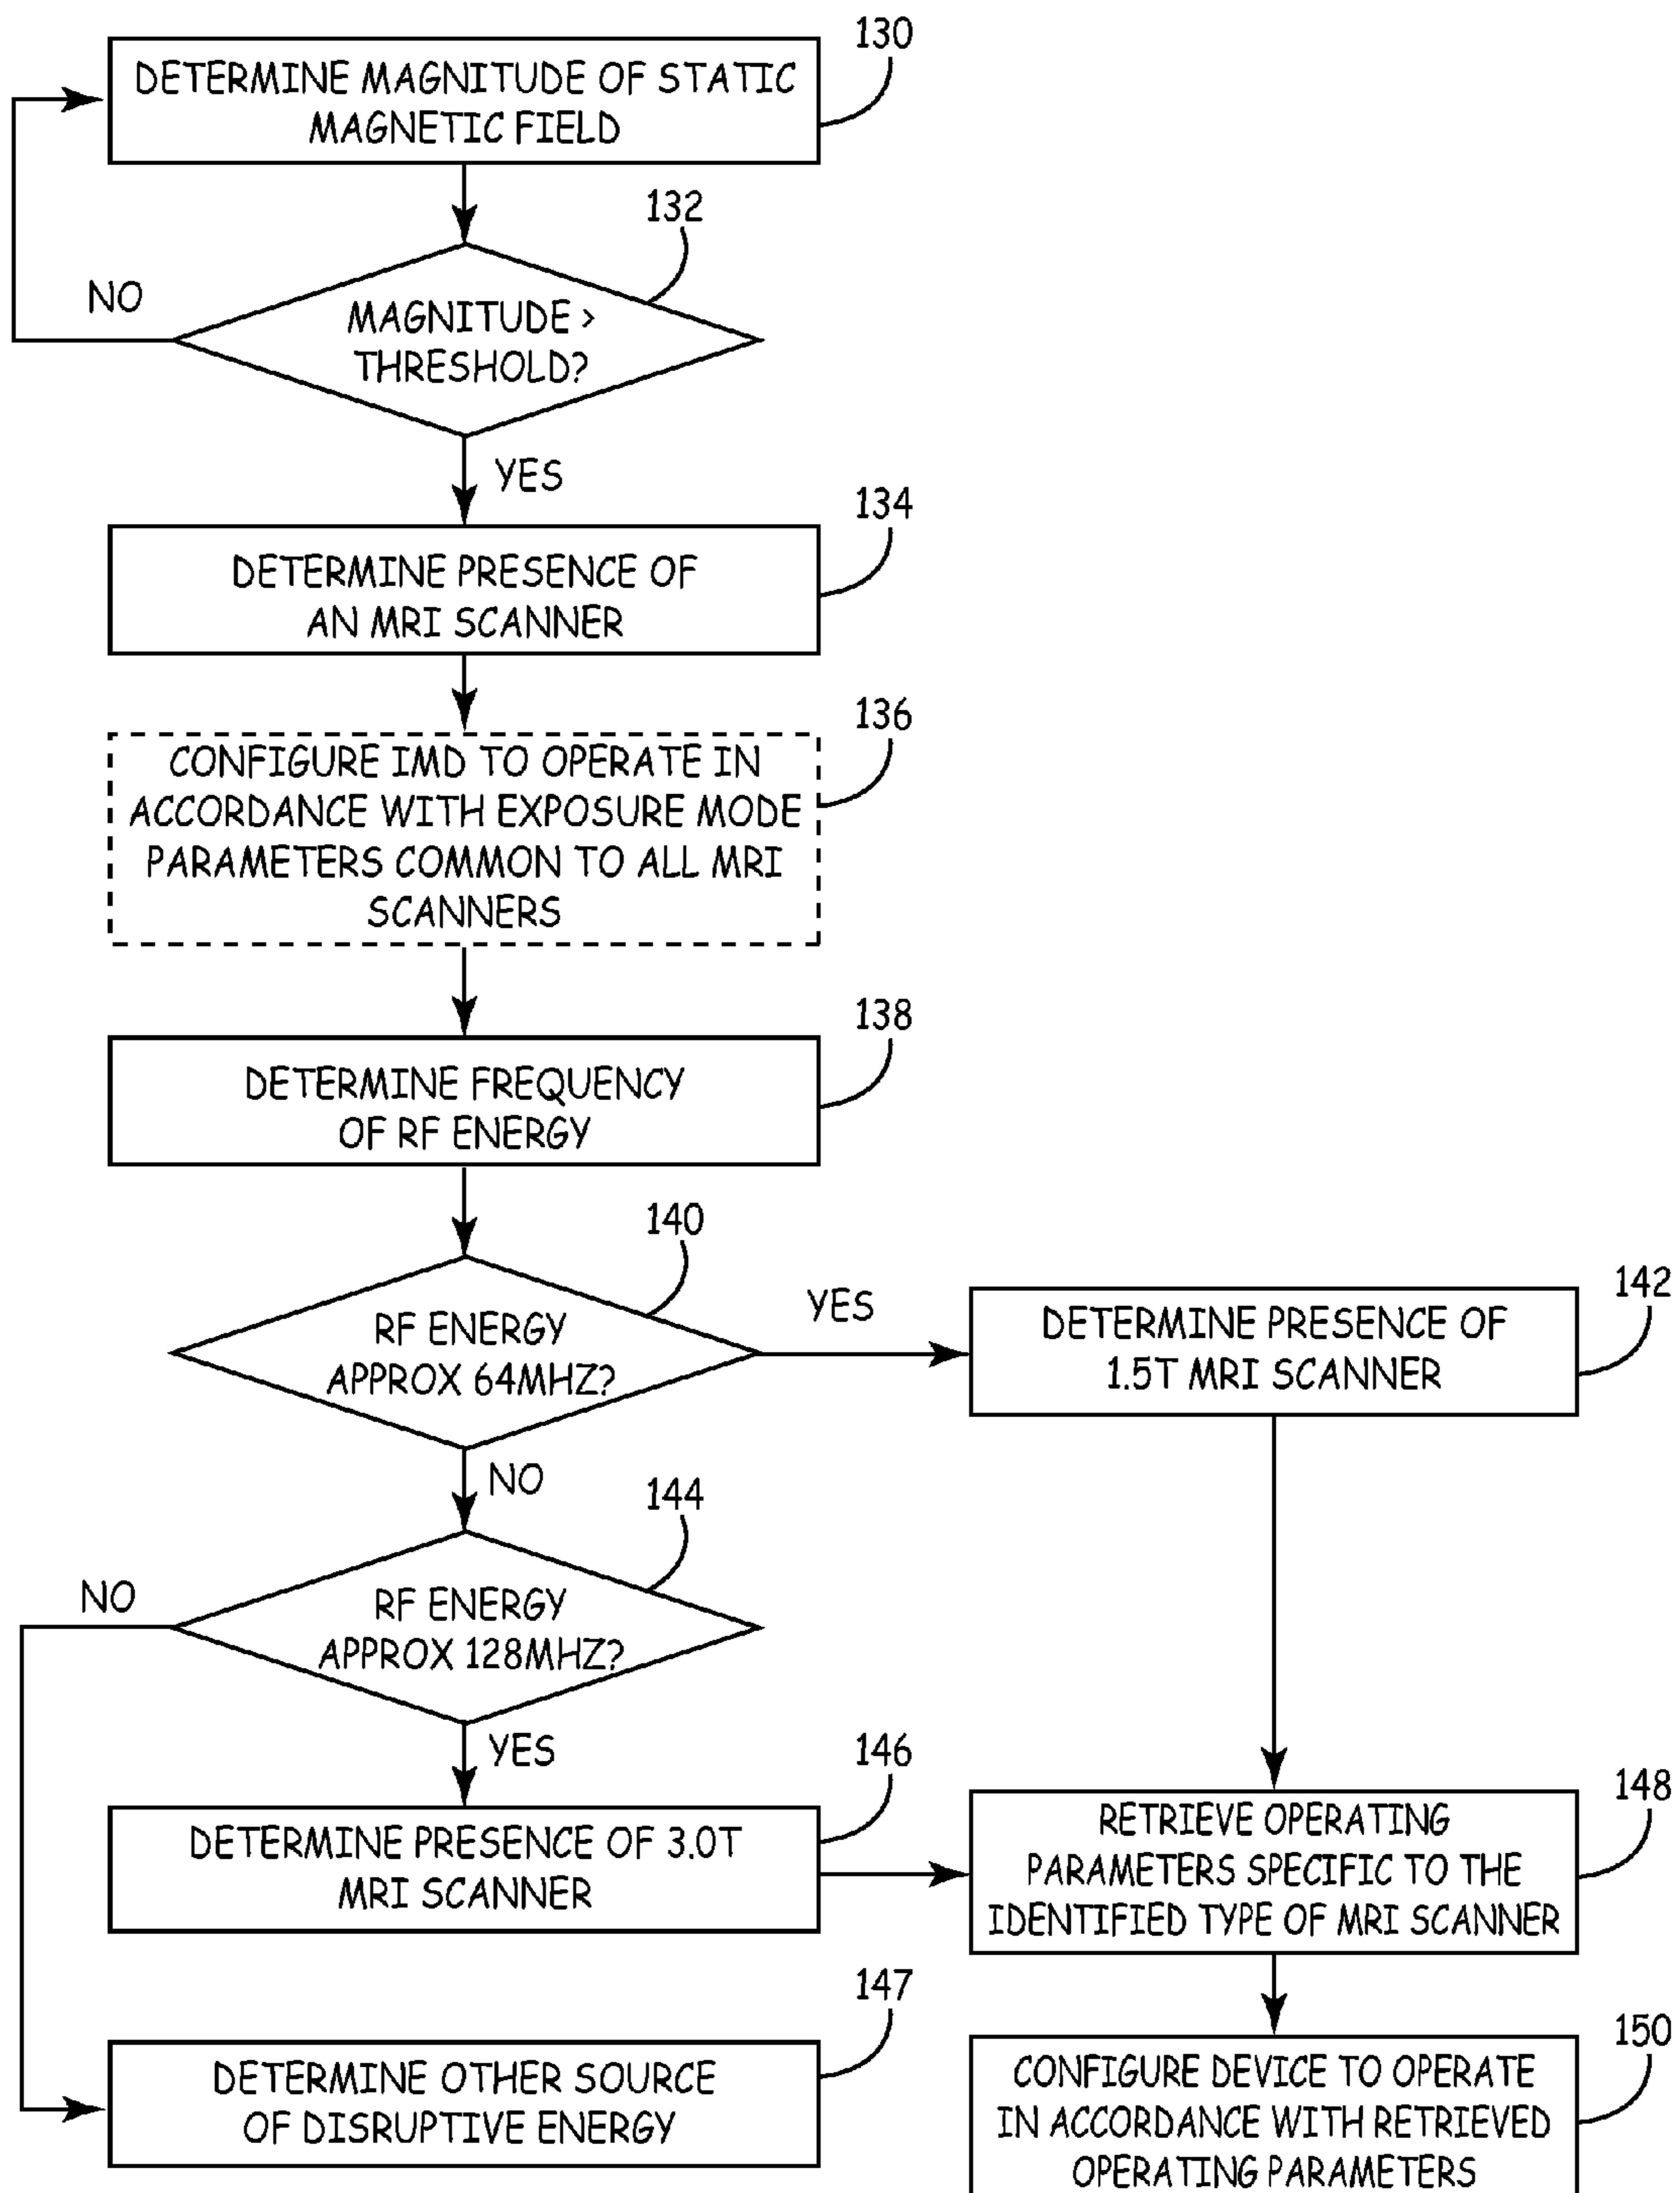 130
DETERMINE MAGNITUDE OF STATIC
MAGNETIC FIELD
132
NO
MAGNITUDE >
THRESHOLD?
YES
134
DETERMINE PRESENCE OF
AN MRI SCANNER
136
CONFIGURE IMD TO OPERATE IN
ACCORDANCE WITH EXPOSURE MODE
PARAMETERS COMMON TO ALL MRI
SCANNERS
138
DETERMINE FREQUENCY
OF RF ENERGY
140
RF ENERGY
APPROX 64MHZ?
YES
142
DETERMINE PRESENCE OF
1.5T MRI SCANNER
NO
144
NO
RF ENERGY
APPROX 128MHZ?
YES
146
DETERMINE PRESENCE OF 3.0T
MRI SCANNER
148
RETRIEVE OPERATING
PARAMETERS SPECIFIC TO THE
IDENTIFIED TYPE OF MRI SCANNER
147
DETERMINE OTHER SOURCE
OF DISRUPTIVE ENERGY
150
CONFIGURE DEVICE TO OPERATE
IN ACCORDANCE WITH RETRIEVED
OPERATING PARAMETERS